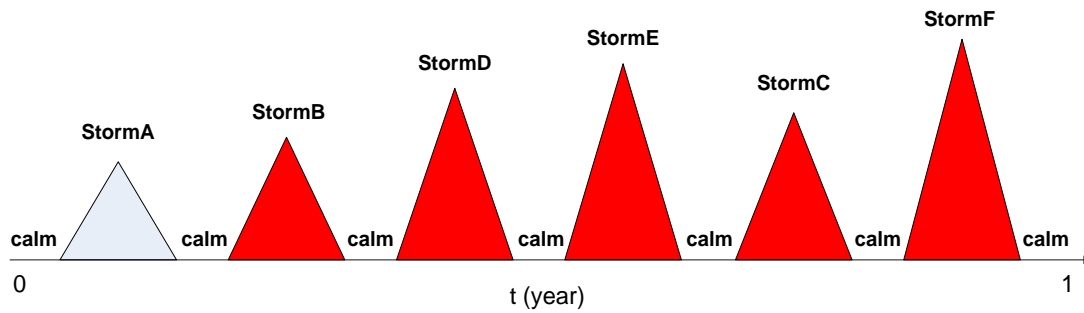 StormA
StormB
StormD
StormE
StormC
StormF
calm calm calm calm calm calm calm
0 1
t (year)